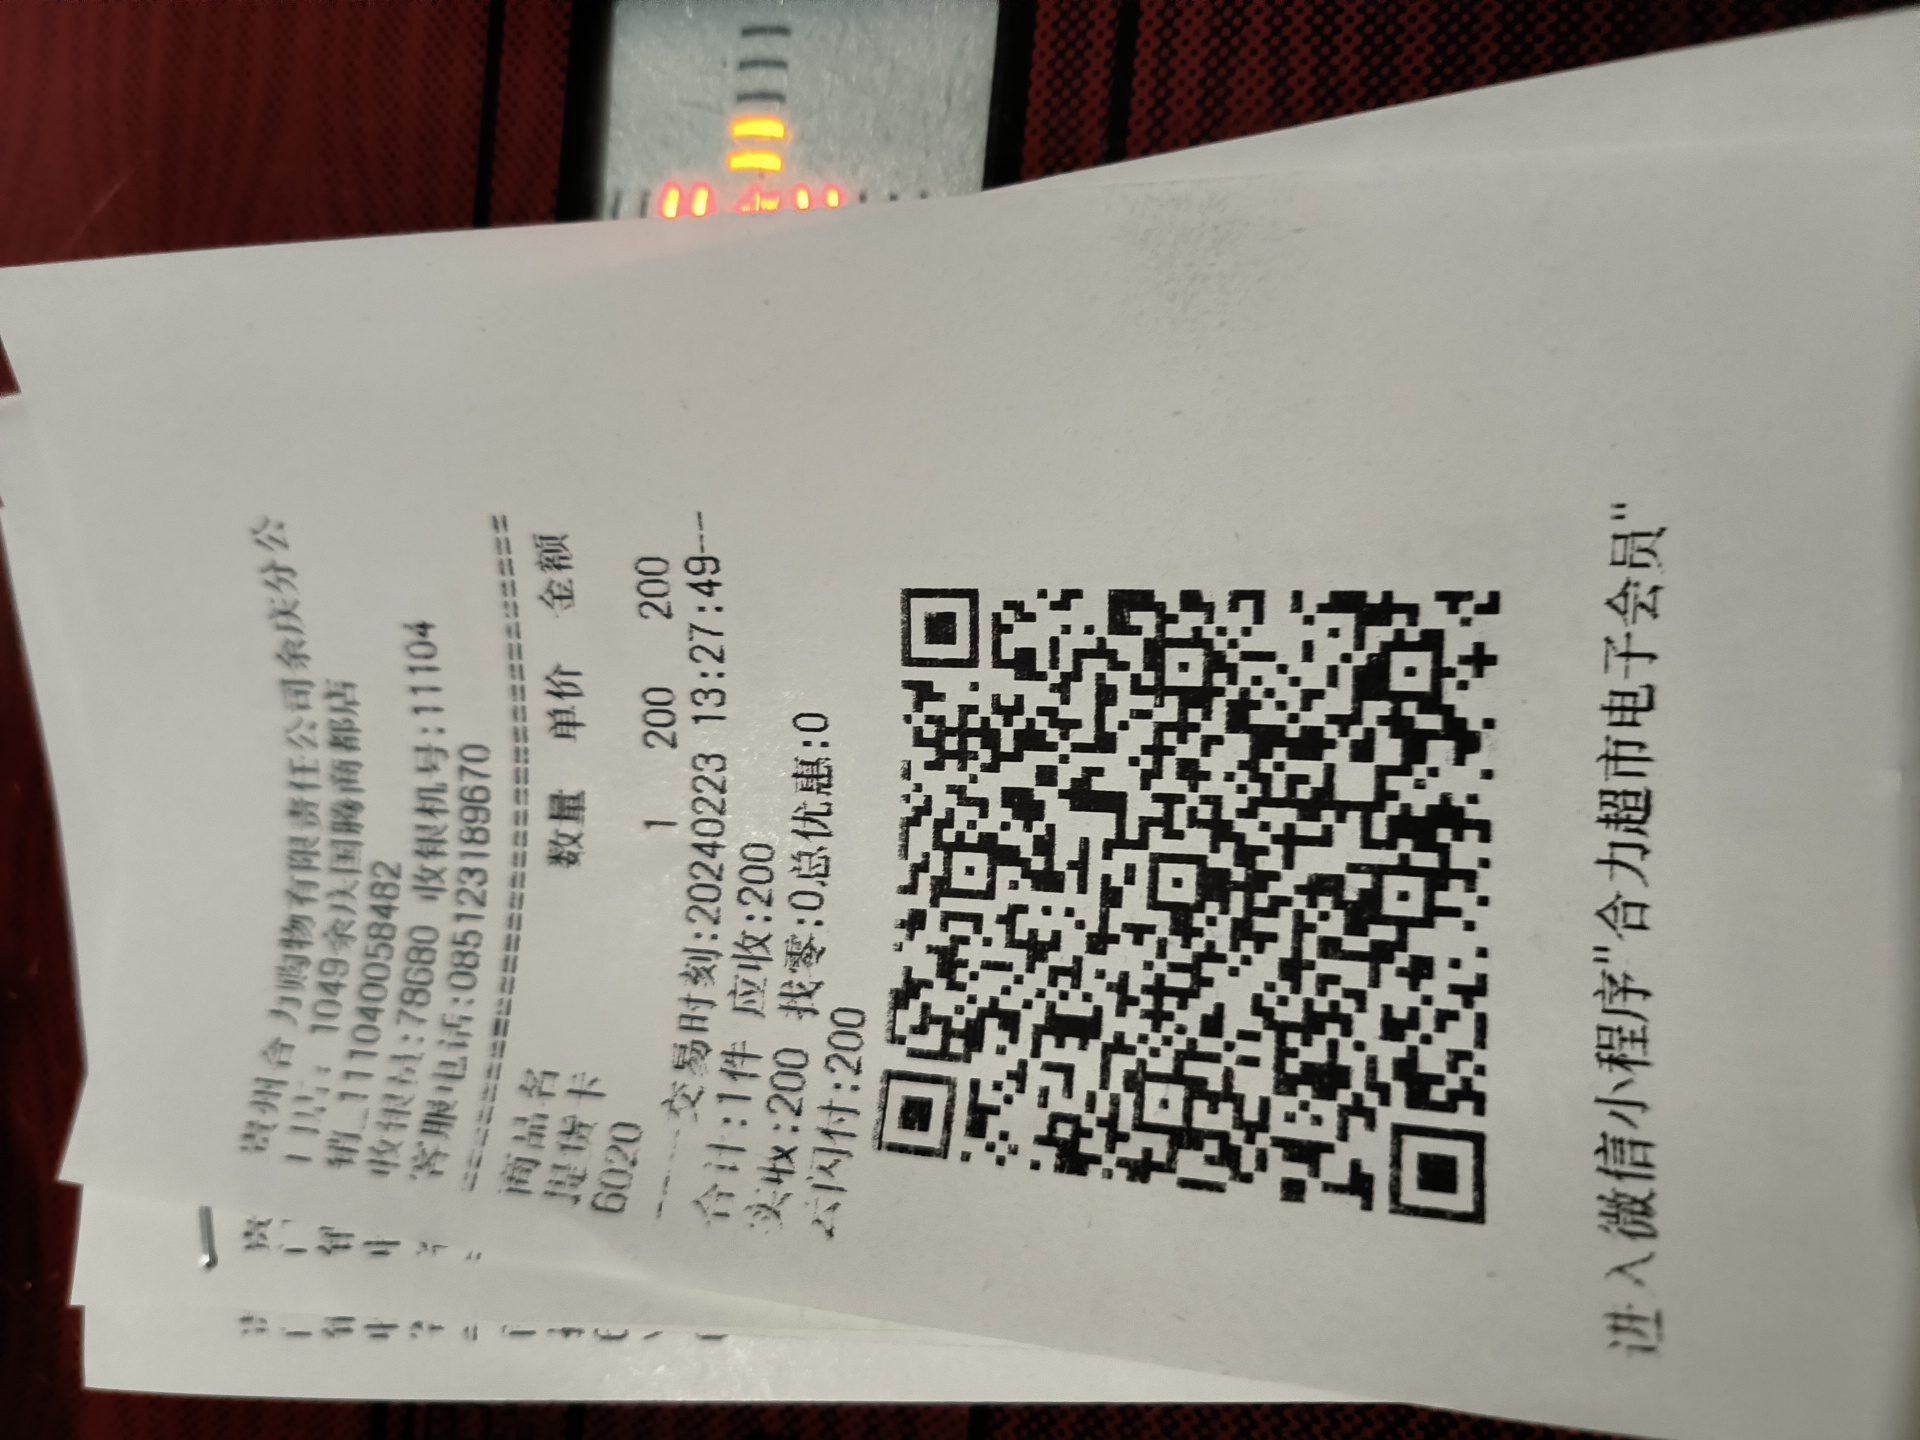 贵州合力购物有限责任公司余庆分公
门店: 1049余庆国腾商都店
销_111040058482
收银员:78680 收银机号:11104
客服电话:085123189670
================================
商品名 数量 单价 金额
提货卡
6020 1 200 200
-----交易时刻:20240223 13:27:49---
合计:1件 应收:200
实收:200 找零:0总优惠:0
云闪付:200
进入微信小程序"合力超市电子会员"